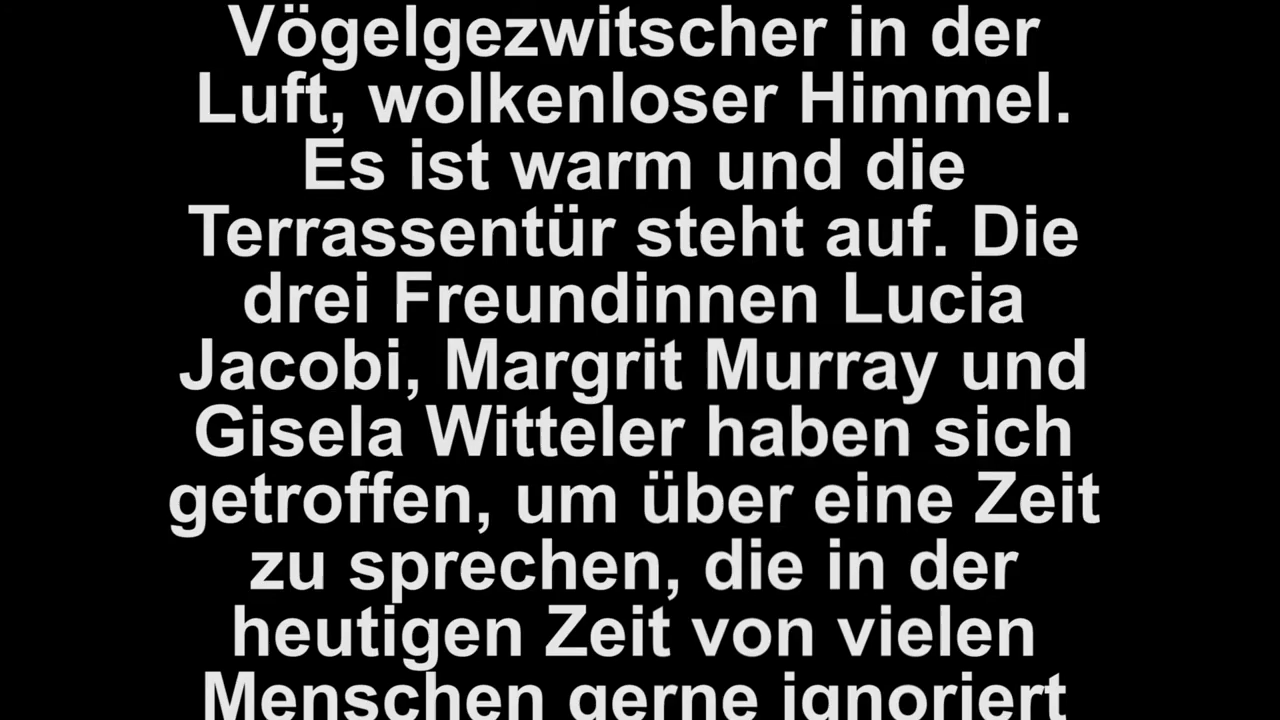 Vögelgezwitscher in der
Luft, wolkenloser Himmel.
Es ist warm und die
Terrassentür steht auf. Die
drei Freundinnen Lucia
Jacobi, Margrit Murray und
Gisela Witteler haben sich
getroffen, um über eine Zeit
zu sprechen, die in der
heutigen Zeit von vielen
Menschen gerne ignoriert